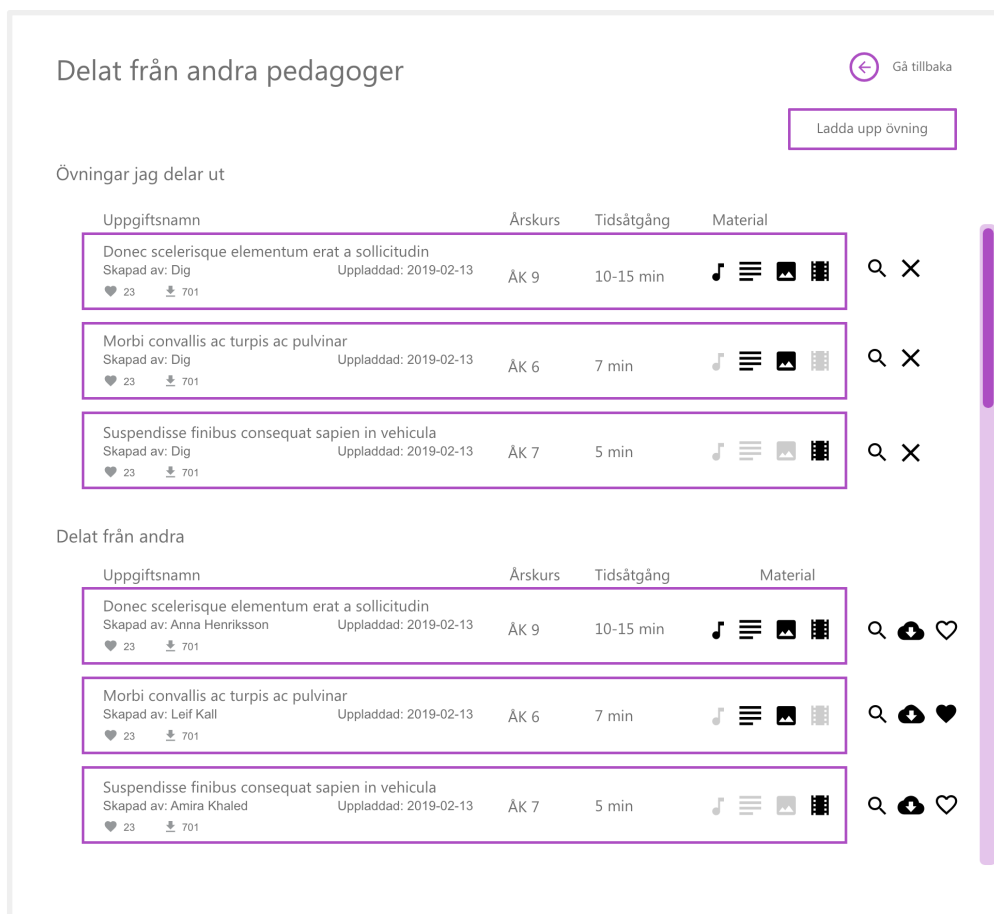 Delat från andra pedagoger
Gå tillbaka
Ladda upp övning
Övningar jag delar ut
Uppgiftsnamn Årskurs Tidsåtgång Material
Donec scelerisque elementum erat a sollicitudin
Skapad av: Dig Uppladdad: 2019-02-13
ÅK 9 10-15 min
23 701
Morbi convallis ac turpis ac pulvinar
Skapad av: Dig Uppladdad: 2019-02-13
ÅK 6 7 min
23 701
Suspendisse finibus consequat sapien in vehicula
Skapad av: Dig Uppladdad: 2019-02-13
ÅK 7 5 min
23 701
Delat från andra
Uppgiftsnamn Årskurs Tidsåtgång Material
Donec scelerisque elementum erat a sollicitudin
Skapad av: Anna Henriksson Uppladdad: 2019-02-13
ÅK 9 10-15 min
23 701
Morbi convallis ac turpis ac pulvinar
Skapad av: Leif Kall Uppladdad: 2019-02-13
ÅK 6 7 min
23 701
Suspendisse finibus consequat sapien in vehicula
Skapad av: Amira Khaled Uppladdad: 2019-02-13
ÅK 7 5 min
23 701